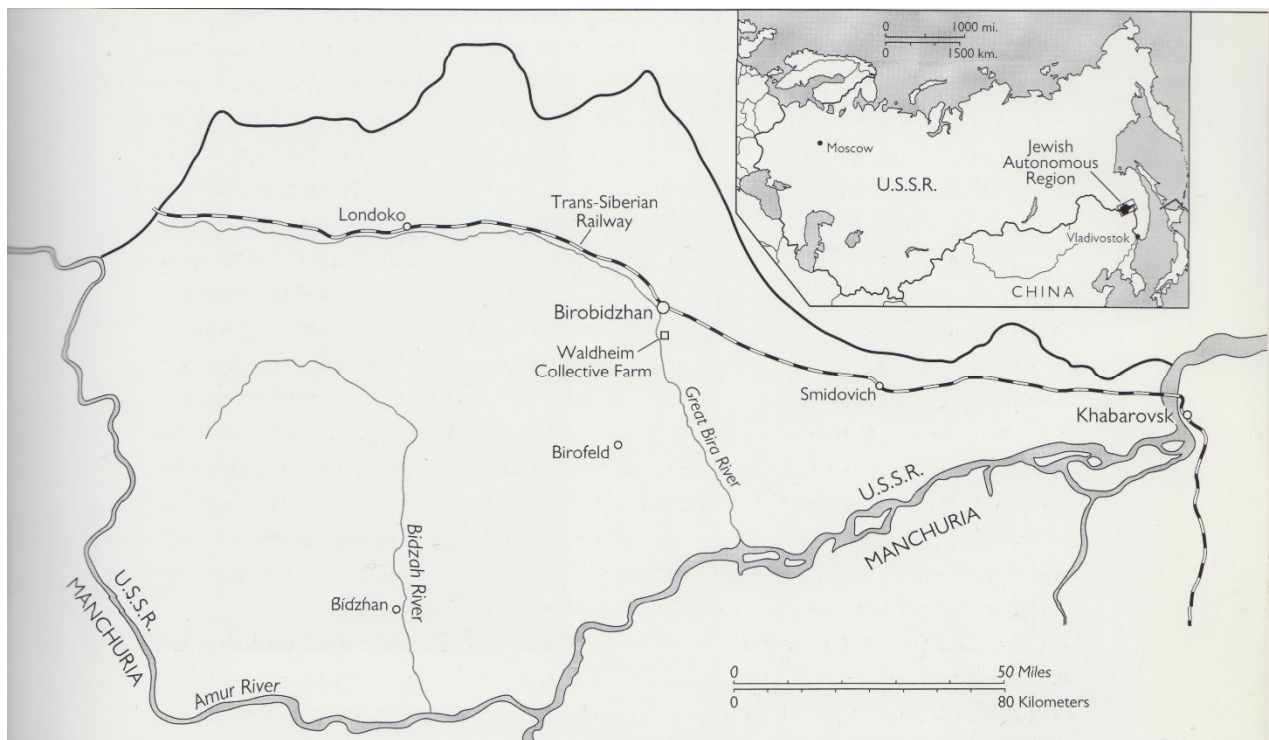 0 1000 mi.
0 1500 km.
Moscow
U.S.S.R.
Jewish
Autonomous
Region
Vladivostok
CHINA
Londoko
Trans-Siberian
Railway
Birobidzhan
Waldheim
Collective Farm
Smidovich
Khabarovsk
Great Bira River
Birofeld
U.S.S.R.
MANCHURIA
Bidzah River
Bidzhan
U.S.S.R.
MANCHURIA
Amur River
0 50 Miles
0 80 Kilometers